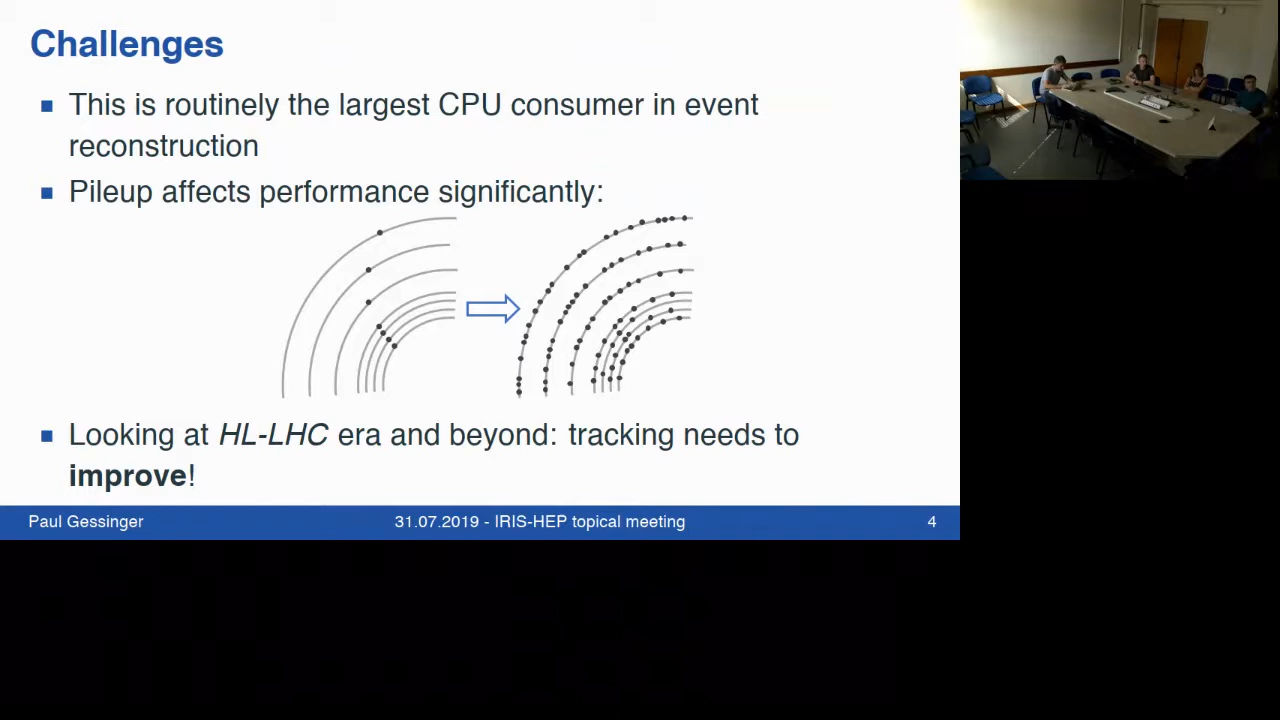 Challenges
This is routinely the largest CPU consumer in event
reconstruction
Pileup affects performance significantly:
Looking at HL-LHC era and beyond: tracking needs to
improve!
Paul Gessinger
31.07.2019 - IRIS-HEP topical meeting
4